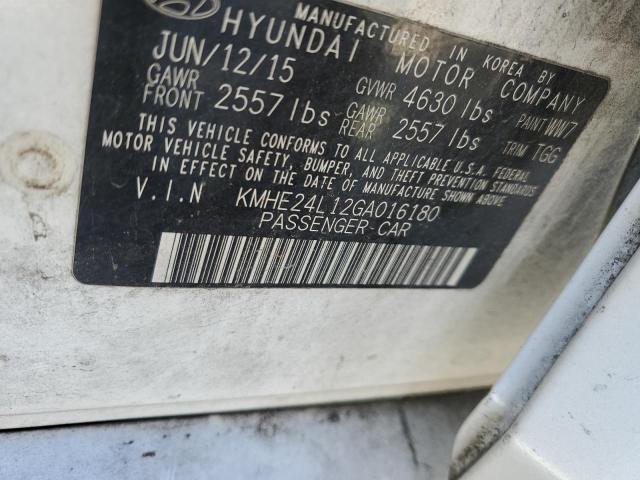 MANUFACTURED IN KOREA BY
HYUNDAI MOTOR COMPANY
JUN/12/15 GVWR 4630 lbs PAINT WW7
GAWR FRONT 2557 lbs GAWR REAR 2557 lbs TRIM TGG
THIS VEHICLE CONFORMS TO ALL APPLICABLE U.S.A. FEDERAL
MOTOR VEHICLE SAFETY, BUMPER, AND THEFT PREVENTION STANDARDS
IN EFFECT ON THE DATE OF MANUFACTURE SHOWN ABOVE.
V.I.N KMHE24L12GA016180
PASSENGER CAR